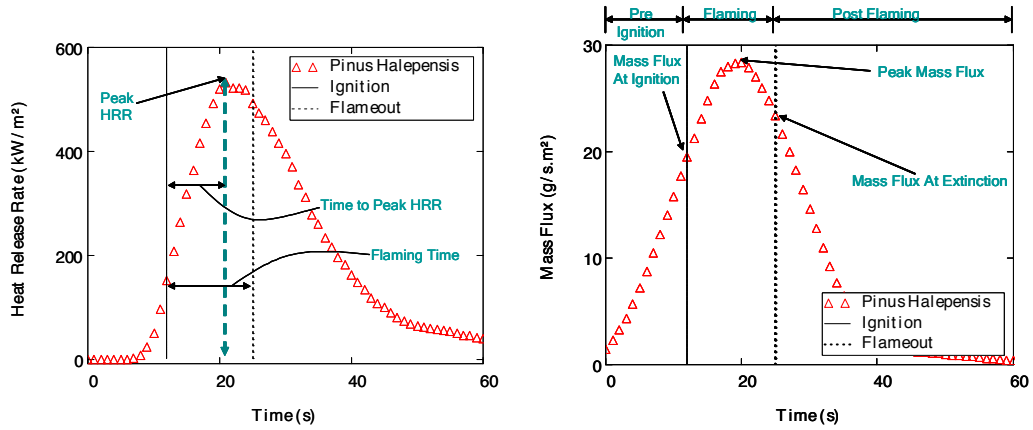 600
400
200
0
Heat Release Rate (kW/m²)
Peak
HRR
Pinus Halepensis
Ignition
Flameout
Time to Peak HRR
Flaming Time
0
20
40
60
Time (s)
Pre
Ignition
Flaming
Post Flaming
30
20
10
0
Mass Flux (g/s.m²)
Mass Flux
At Ignition
Peak Mass Flux
Mass Flux At Extinction
Pinus Halepensis
Ignition
Flameout
0
20
40
60
Time (s)